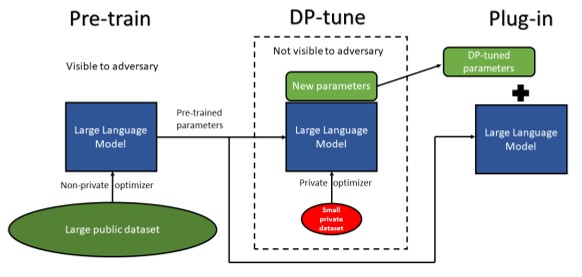 Pre-train
DP-tune
Plug-in
Visible to adversary
Not visible to adversary
DP-tuned
parameters
New parameters
Pre-trained
parameters
Large Language
Model
Large Language
Model
Large Language
Model
Non-private optimizer
Private optimizer
Large public dataset
Small
private
dataset